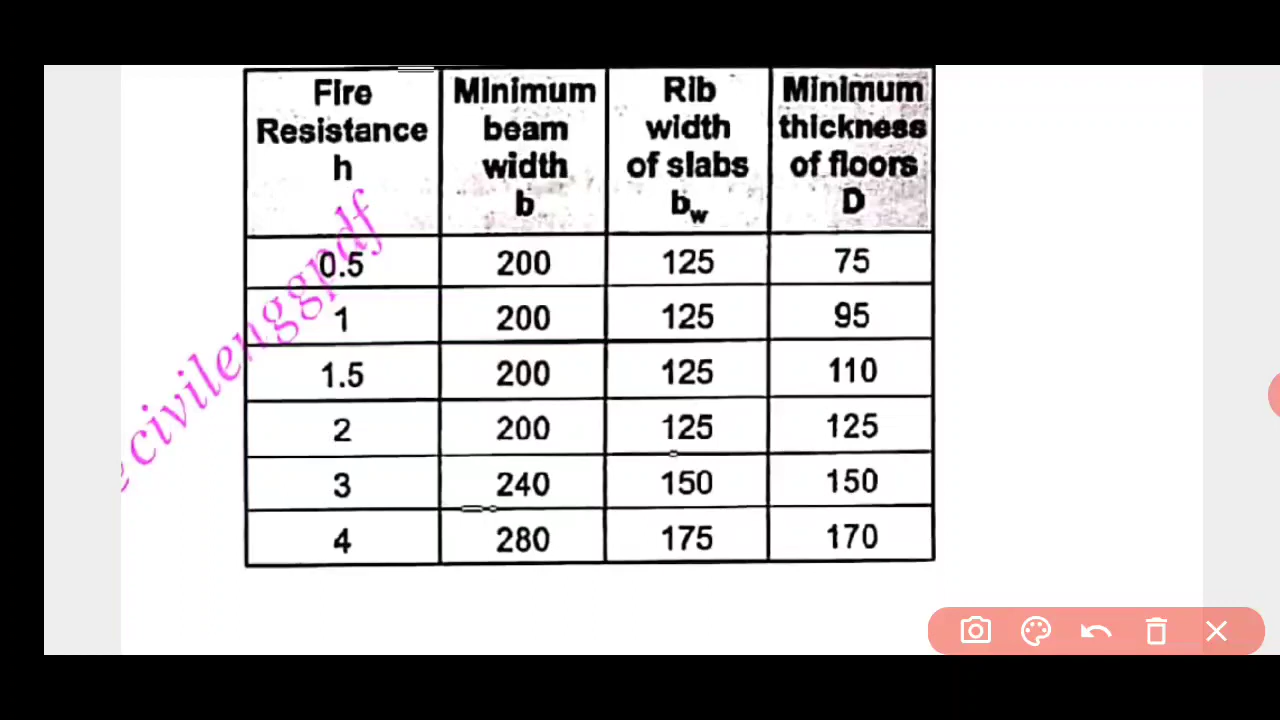 Fire Resistance h | Minimum beam width b | Rib width of slabs bw | Minimum thickness of floors D
0.5 | 200 | 125 | 75
1 | 200 | 125 | 95
1.5 | 200 | 125 | 110
2 | 200 | 125 | 125
3 | 240 | 150 | 150
4 | 280 | 175 | 170
civilenggpdf